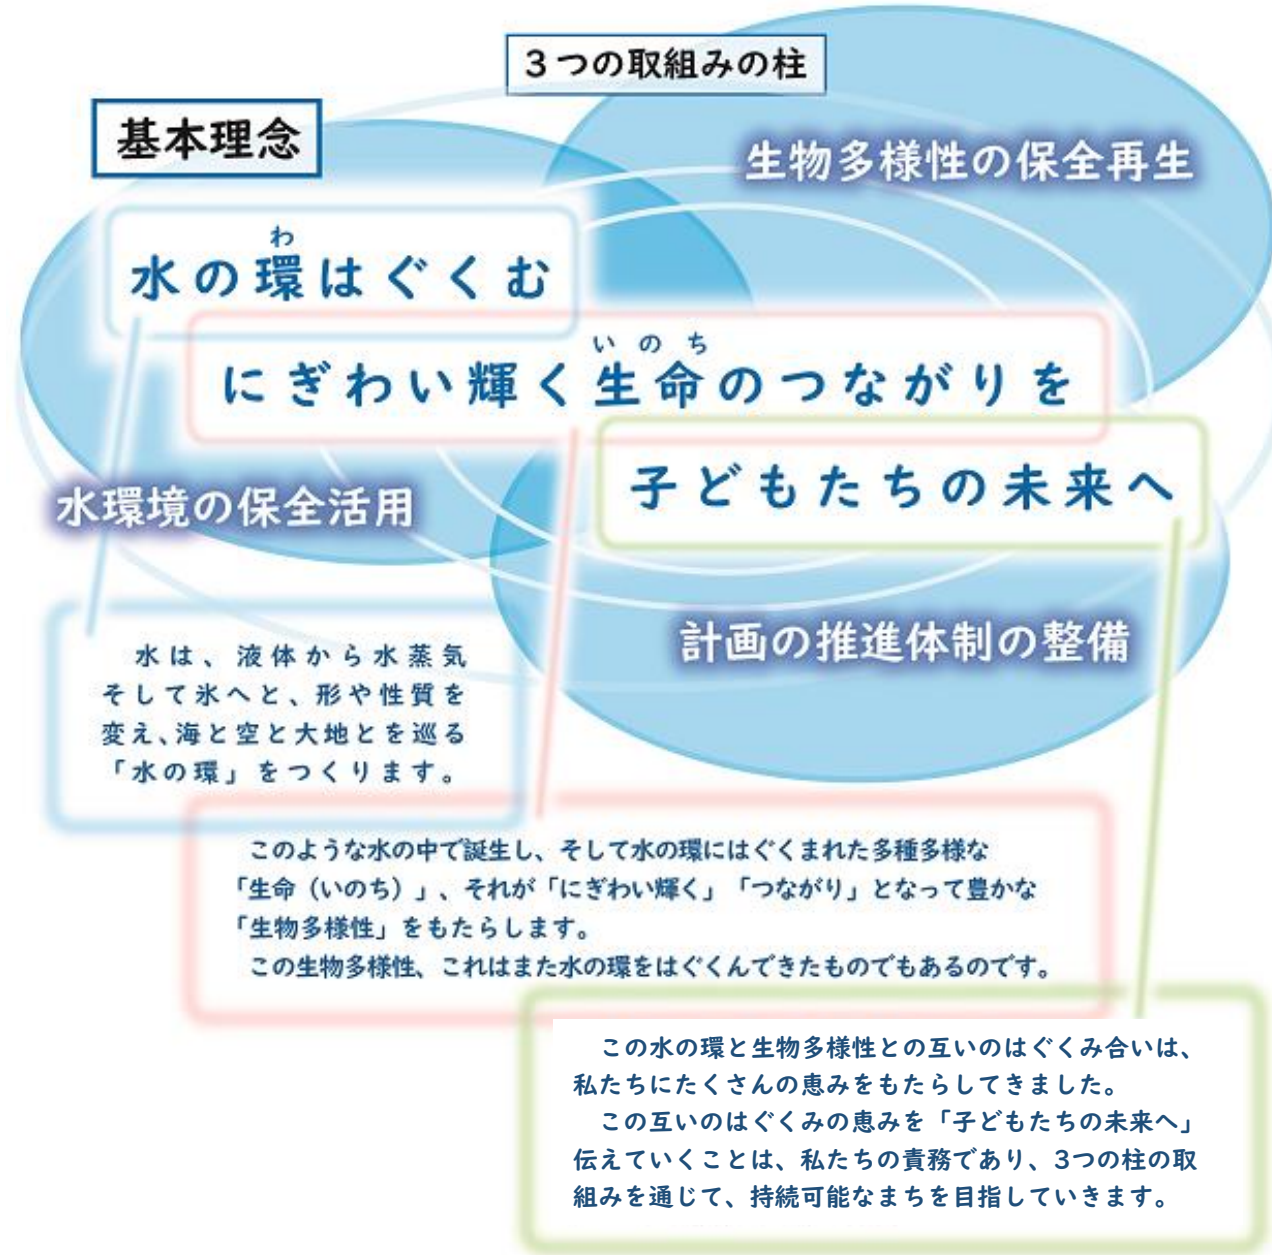 3つの取組みの柱
基本理念
生物多様性の保全再生
わ
水の環はぐくむ
いのち
にぎわい輝く生命のつながりを
子どもたちの未来へ
水環境の保全活用
計画の推進体制の整備
水は、液体から水蒸気
そして氷へと、形や性質を
変え、海と空と大地とを巡る
「水の環」をつくります。
このような水の中で誕生し、そして水の環にはぐくまれた多種多様な
「生命（いのち）」、それが「にぎわい輝く」「つながり」となって豊かな
「生物多様性」をもたらします。
この生物多様性、これはまた水の環をはぐくんできたものでもあるのです。
この水の環と生物多様性との互いのはぐくみ合いは、
私たちにたくさんの恵みをもたらしてきました。
この互いのはぐくみの恵みを「子どもたちの未来へ」
伝えていくことは、私たちの責務であり、3つの柱の取
組みを通じて、持続可能なまちを目指していきます。